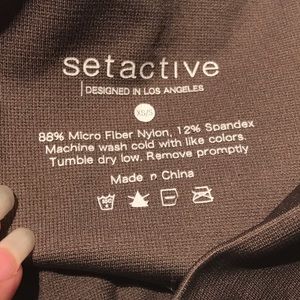 setactive
DESIGNED IN LOS ANGELES
XS/S
88% Micro Fiber Nylon, 12% Spandex
Machine wash cold with like colors.
Tumble dry low. Remove promptly
Made n China